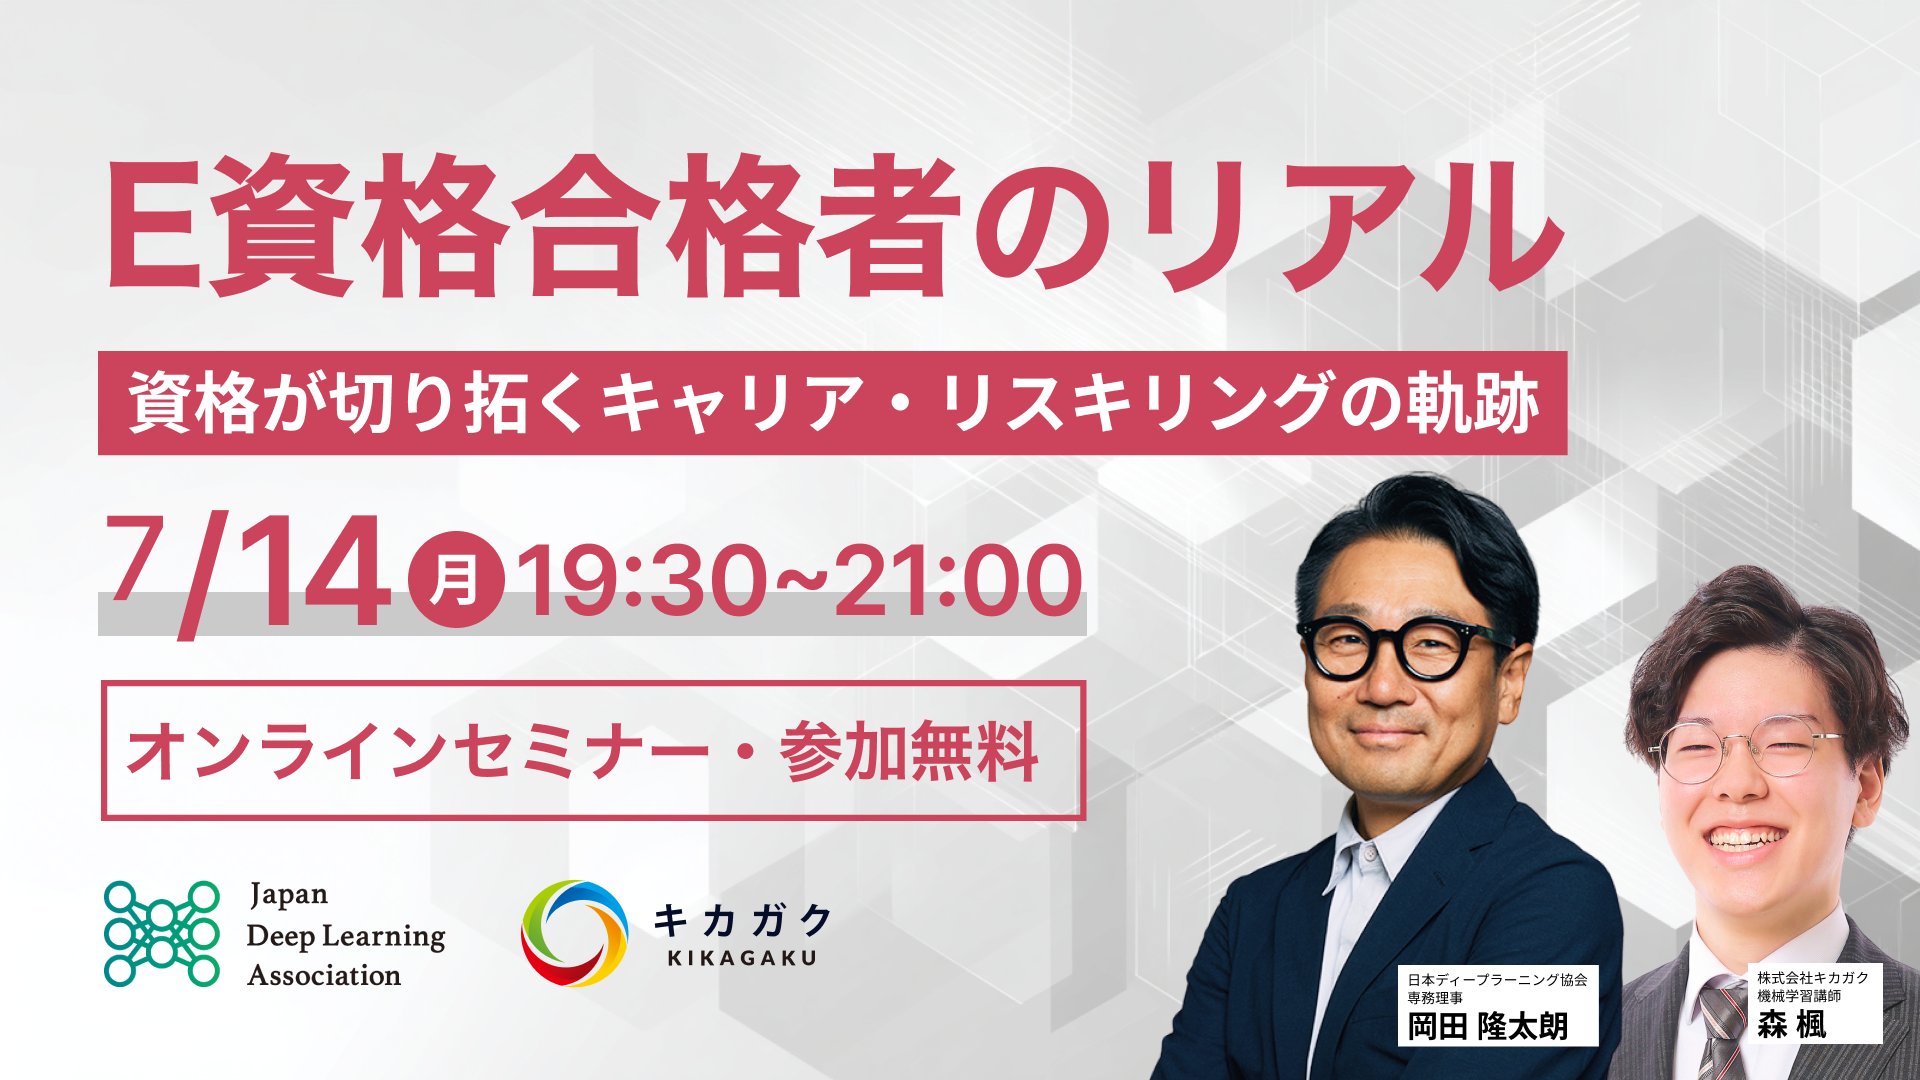 E資格合格者のリアル
資格が切り拓くキャリア・リスキリングの軌跡
7/14 月 19:30~21:00
オンラインセミナー・参加無料
Japan
Deep Learning
Association
キカガク
KIKAGAKU
日本ディープラーニング協会
専務理事
岡田 隆太朗
株式会社キカガク
機械学習講師
森 楓